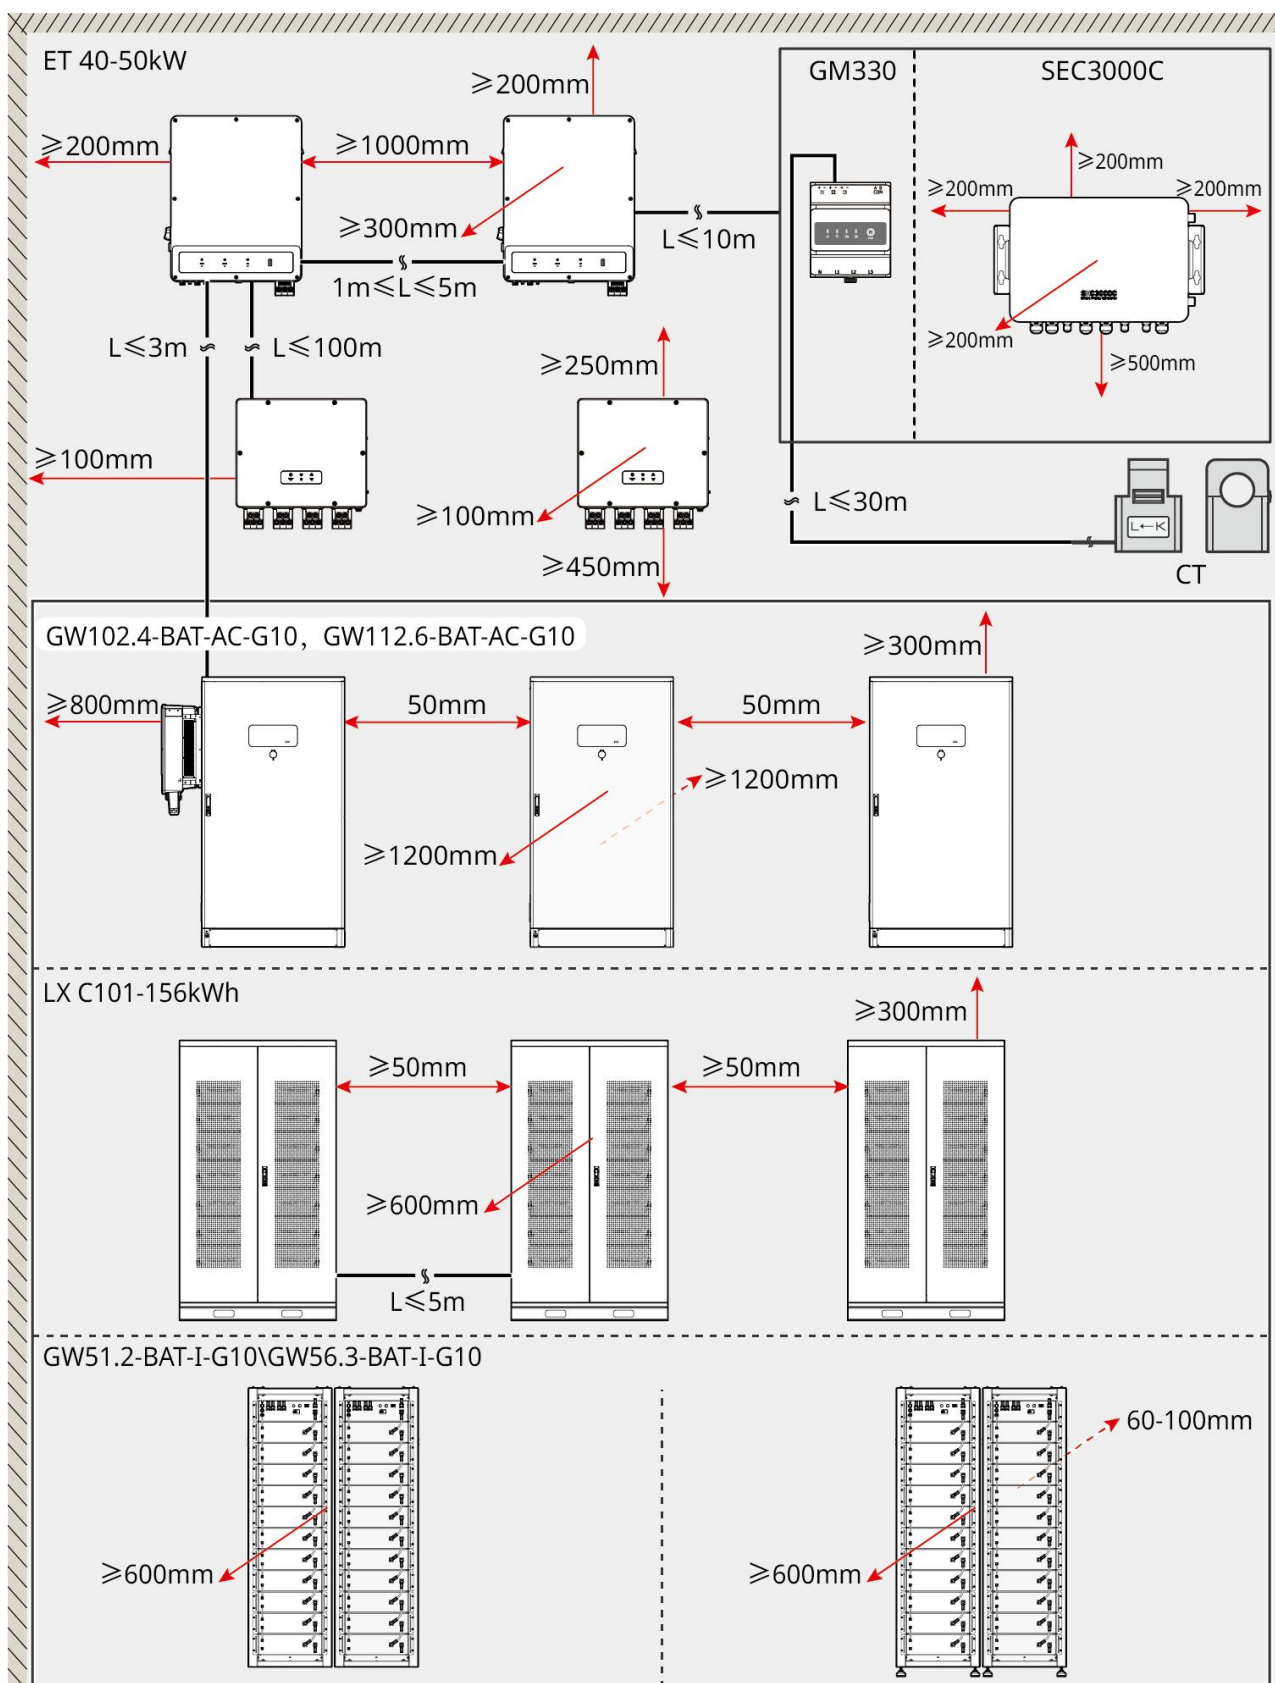 ET 40-50kW
GM330
SEC3000C
≥200mm
≥200mm
≥1000mm
≥300mm
L≤10m
1m≤L≤5m
≥200mm
≥200mm
≥200mm
≥200mm
≥500mm
L≤3m
L≤100m
≥250mm
≥100mm
≥100mm
≥450mm
L≤30m
L←K
CT
GW102.4-BAT-AC-G10, GW112.6-BAT-AC-G10
≥300mm
≥800mm
50mm
50mm
≥1200mm
≥1200mm
LX C101-156kWh
≥300mm
≥50mm
≥50mm
≥600mm
L≤5m
GW51.2-BAT-I-G10\GW56.3-BAT-I-G10
60-100mm
≥600mm
≥600mm